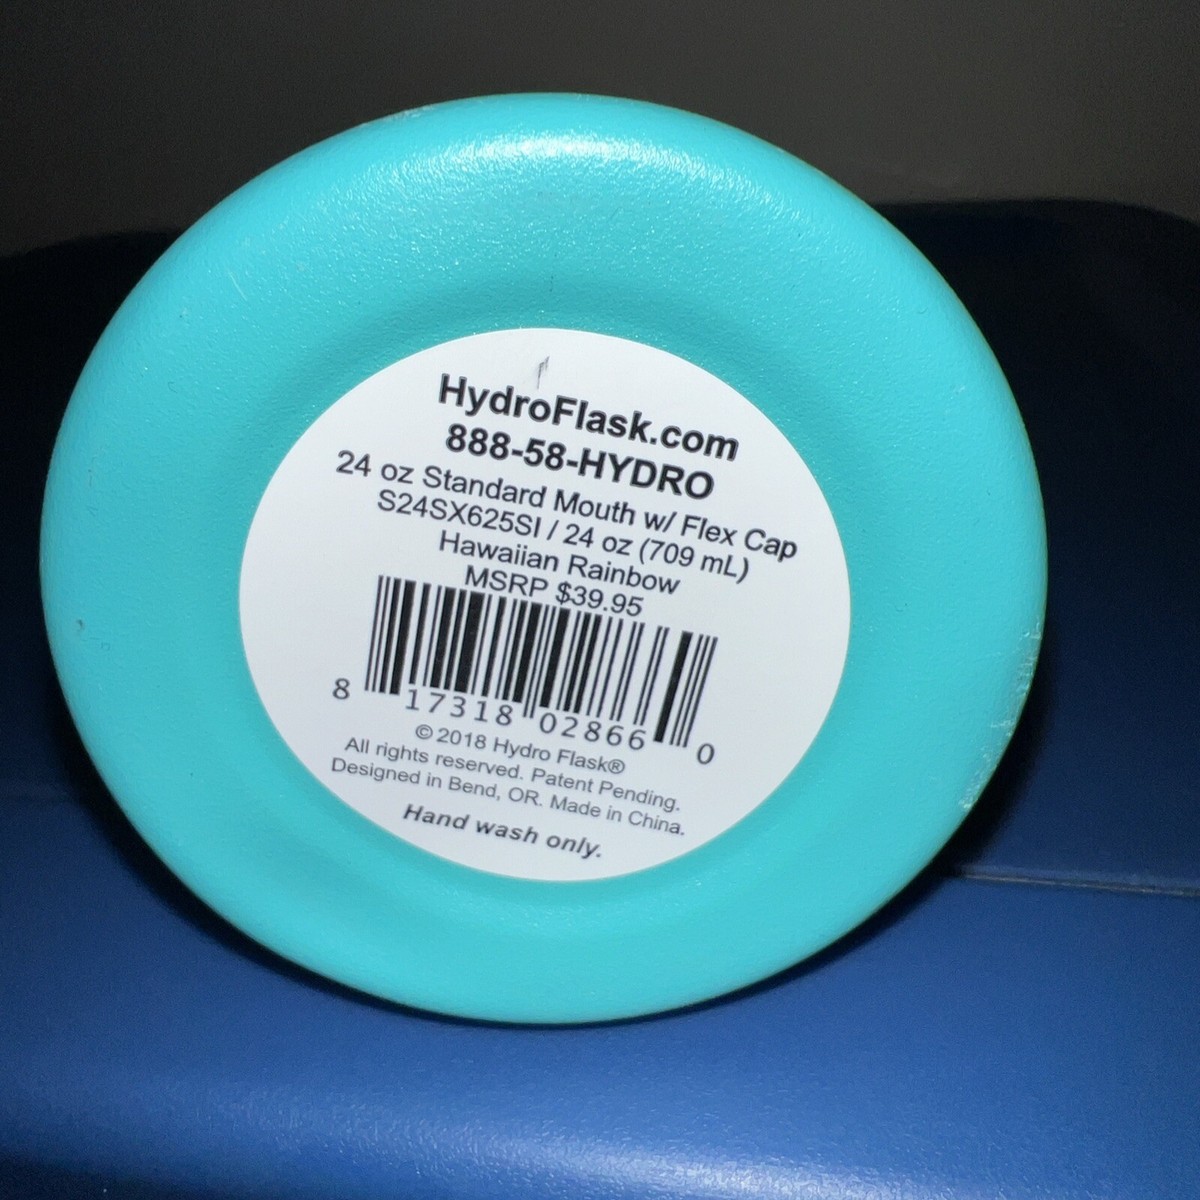 HydroFlask.com
888-58-HYDRO
24 oz Standard Mouth w/ Flex Cap
S24SX625SI / 24 oz (709 mL)
Hawaiian Rainbow
MSRP $39.95
8 17318 02866 0
© 2018 Hydro Flask®
All rights reserved. Patent Pending.
Designed in Bend, OR. Made in China.
Hand wash only.